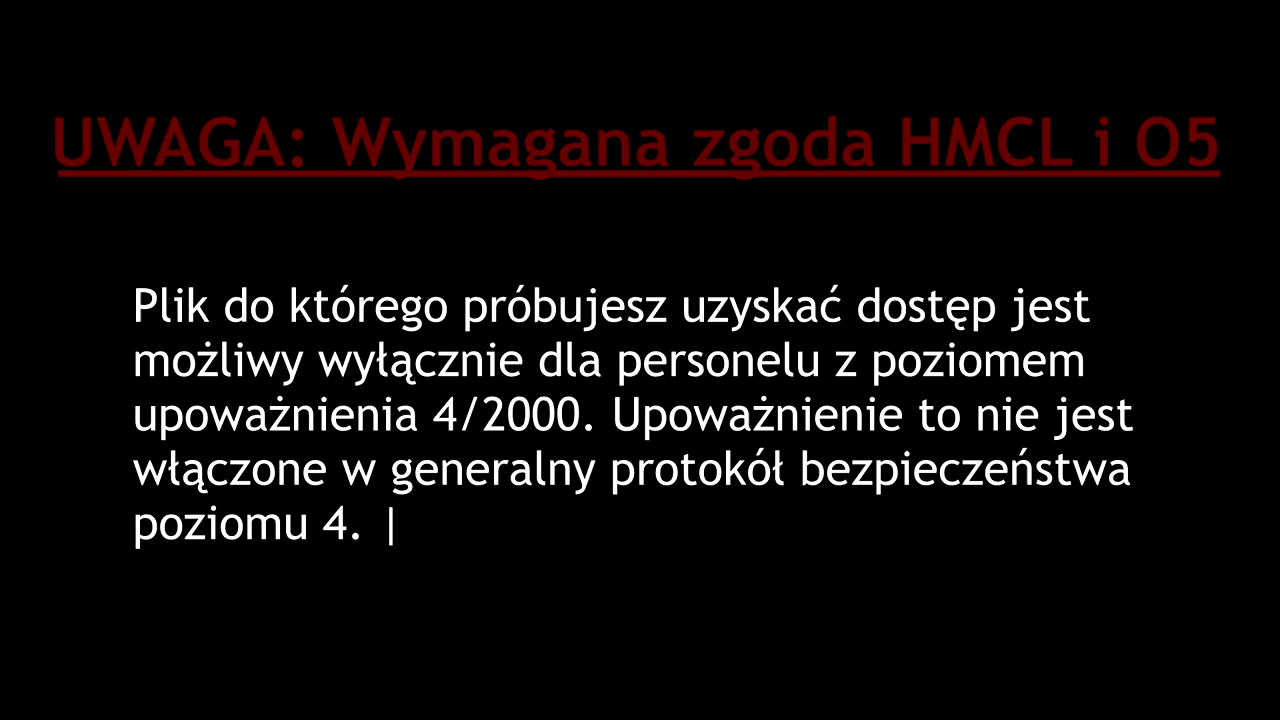 UWAGA: Wymagana zgoda HMCL i O5
Plik do którego próbujesz uzyskać dostęp jest
możliwy wyłącznie dla personelu z poziomem
upoważnienia 4/2000. Upoważnienie to nie jest
włączone w generalny protokół bezpieczeństwa
poziomu 4. |